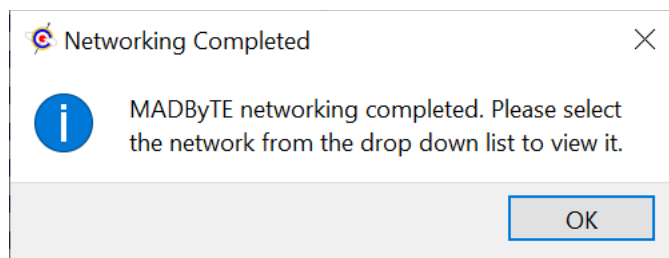 Networking Completed
MADByTE networking completed. Please select
the network from the drop down list to view it.
OK